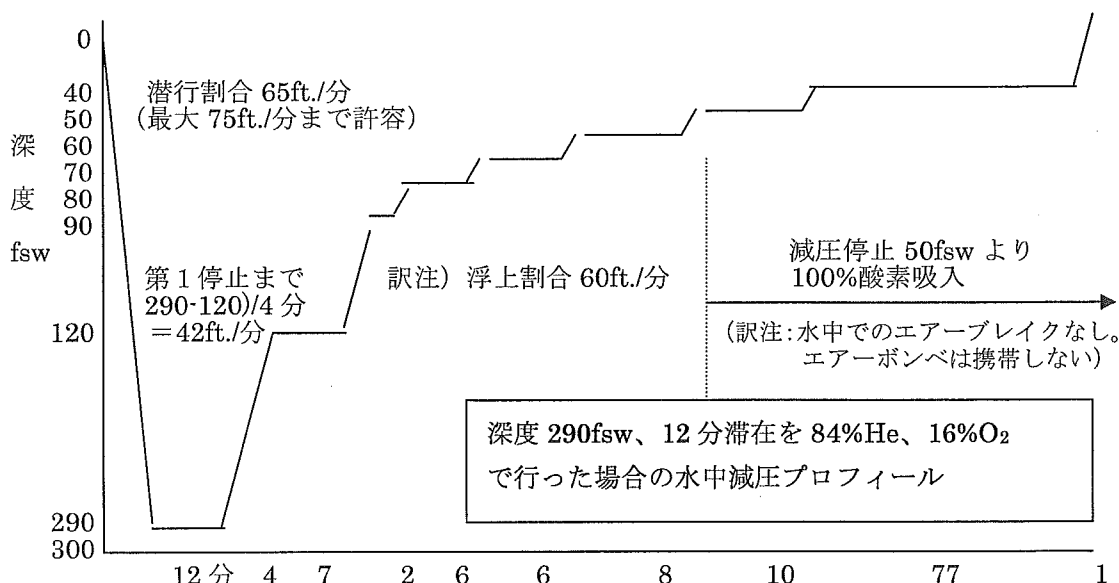 0
40
50
60
70
80
90
120
290
300
深
度
fsw
潜行割合 65ft./分
(最大 75ft./分まで許容)
第1停止まで
290-120)/4 分
=42ft./分
訳注) 浮上割合 60ft./分
減圧停止 50fsw より
100%酸素吸入
(訳注:水中でのエアーブレイクなし。
エアーボンベは携帯しない)
深度 290fsw、12 分滞在を 84%He、16%O₂
で行った場合の水中減圧プロフィール
12 分 4 7 2 6 6 8 10 77 1